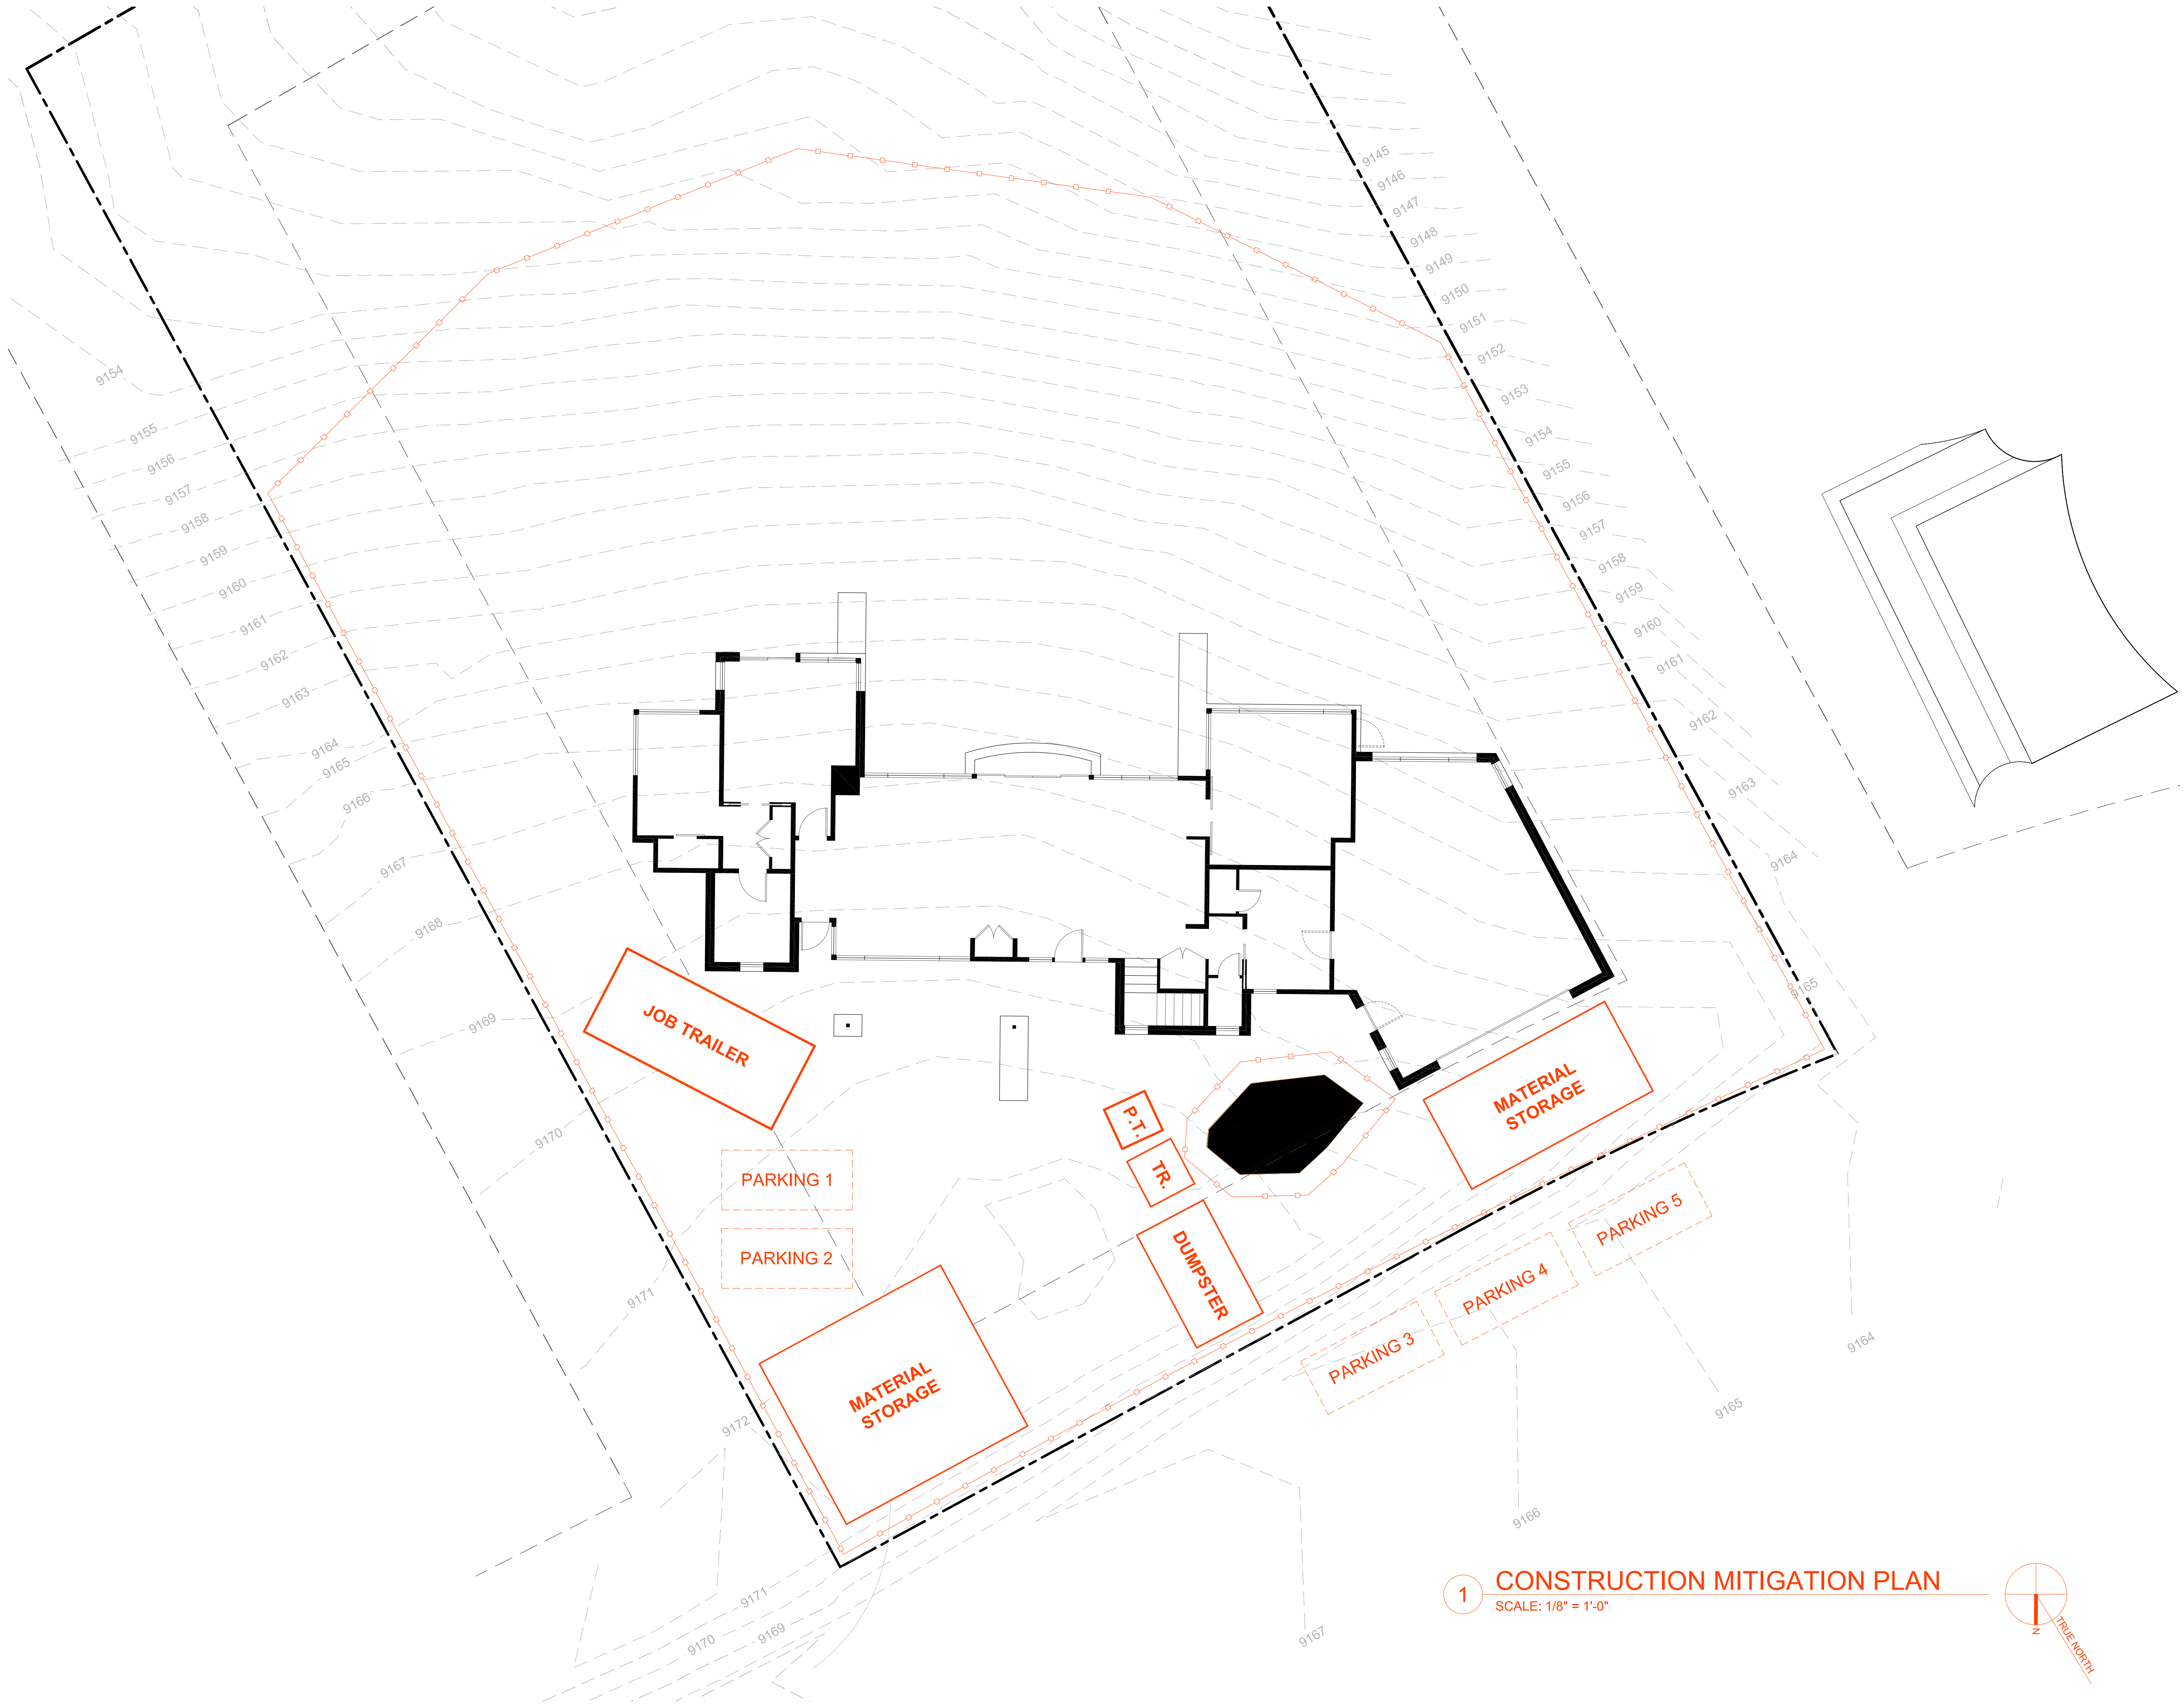 9145
9146
9147
9148
9149
9150
9151
9152
9153
9154
9155
9156
9157
9158
9159
9160
9161
9162
9163
9164
9165
9154
9155
9156
9157
9158
9159
9160
9161
9162
9163
9164
9165
9166
9167
9168
9169
9170
9171
9172
9171
9170
9169
JOB TRAILER
PARKING 1
PARKING 2
MATERIAL
STORAGE
P.T.
TR.
DUMPSTER
MATERIAL
STORAGE
PARKING 3
PARKING 4
PARKING 5
9164
9165
9166
9167
1
CONSTRUCTION MITIGATION PLAN
SCALE: 1/8" = 1'-0"
N
TRUE NORTH